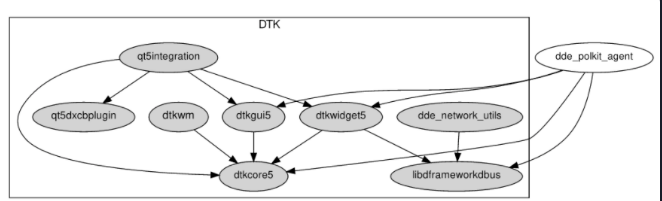 DTK
qt5integration
dde_polkit_agent
qt5dxcbplugin
dtkwm
dtkgui5
dtkwidget5
dde_network_utils
dtkcore5
libdframeworkdbus